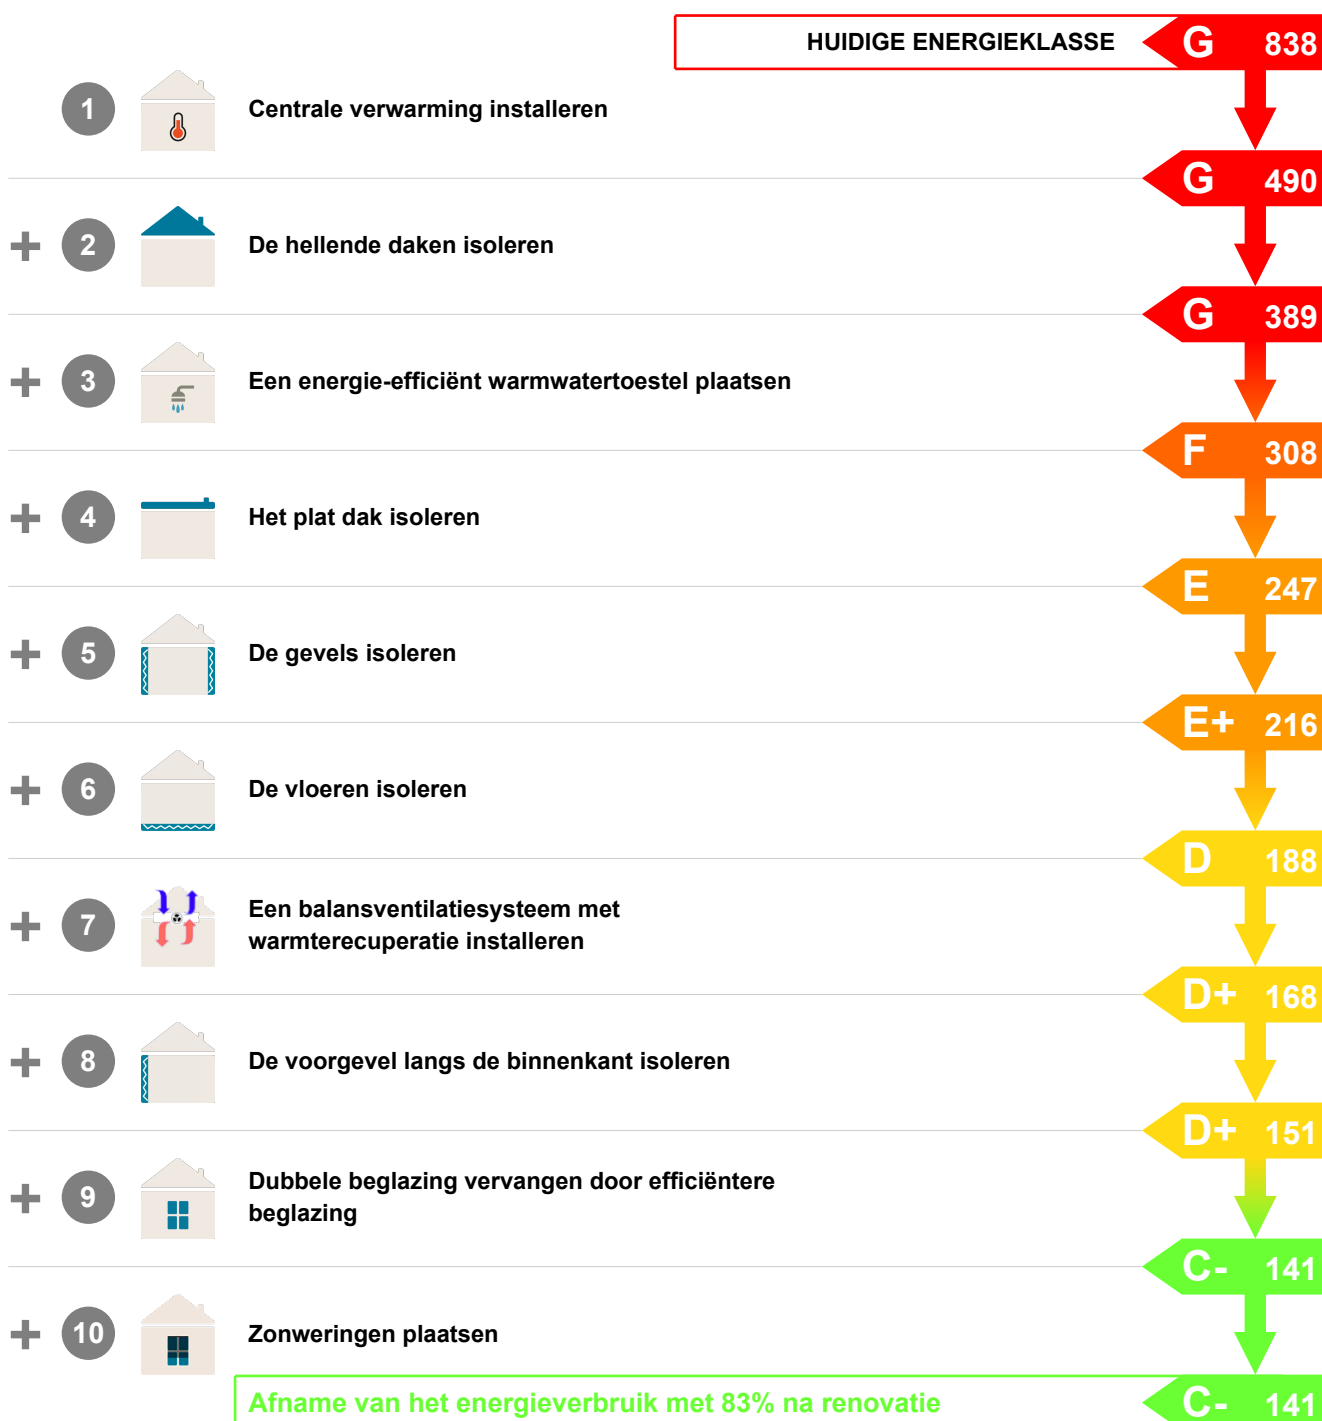 HUIDIGE ENERGIEKLASSE G 838
1 Centrale verwarming installeren
G 490
+ 2 De hellende daken isoleren
G 389
+ 3 Een energie-efficiënt warmwatertoestel plaatsen
F 308
+ 4 Het plat dak isoleren
E 247
+ 5 De gevels isoleren
E+ 216
+ 6 De vloeren isoleren
D 188
+ 7 Een balansventilatiesysteem met
warmterecuperatie installeren
D+ 168
+ 8 De voorgevel langs de binnenkant isoleren
D+ 151
+ 9 Dubbele beglazing vervangen door efficiëntere
beglazing
C- 141
+ 10 Zonweringen plaatsen
Afname van het energieverbruik met 83% na renovatie C- 141